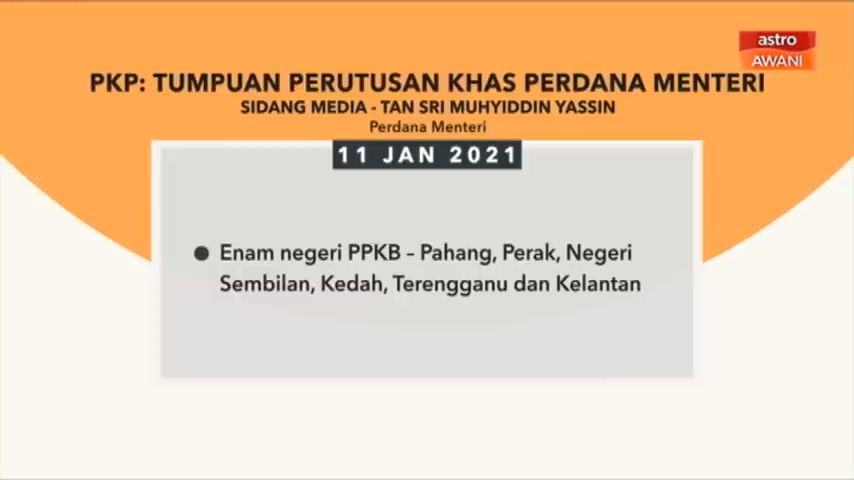 astro
AWANI
PKP: TUMPUAN PERUTUSAN KHAS PERDANA MENTERI
SIDANG MEDIA - TAN SRI MUHYIDDIN YASSIN
Perdana Menteri
11 JAN 2021
● Enam negeri PPKB – Pahang, Perak, Negeri
Sembilan, Kedah, Terengganu dan Kelantan